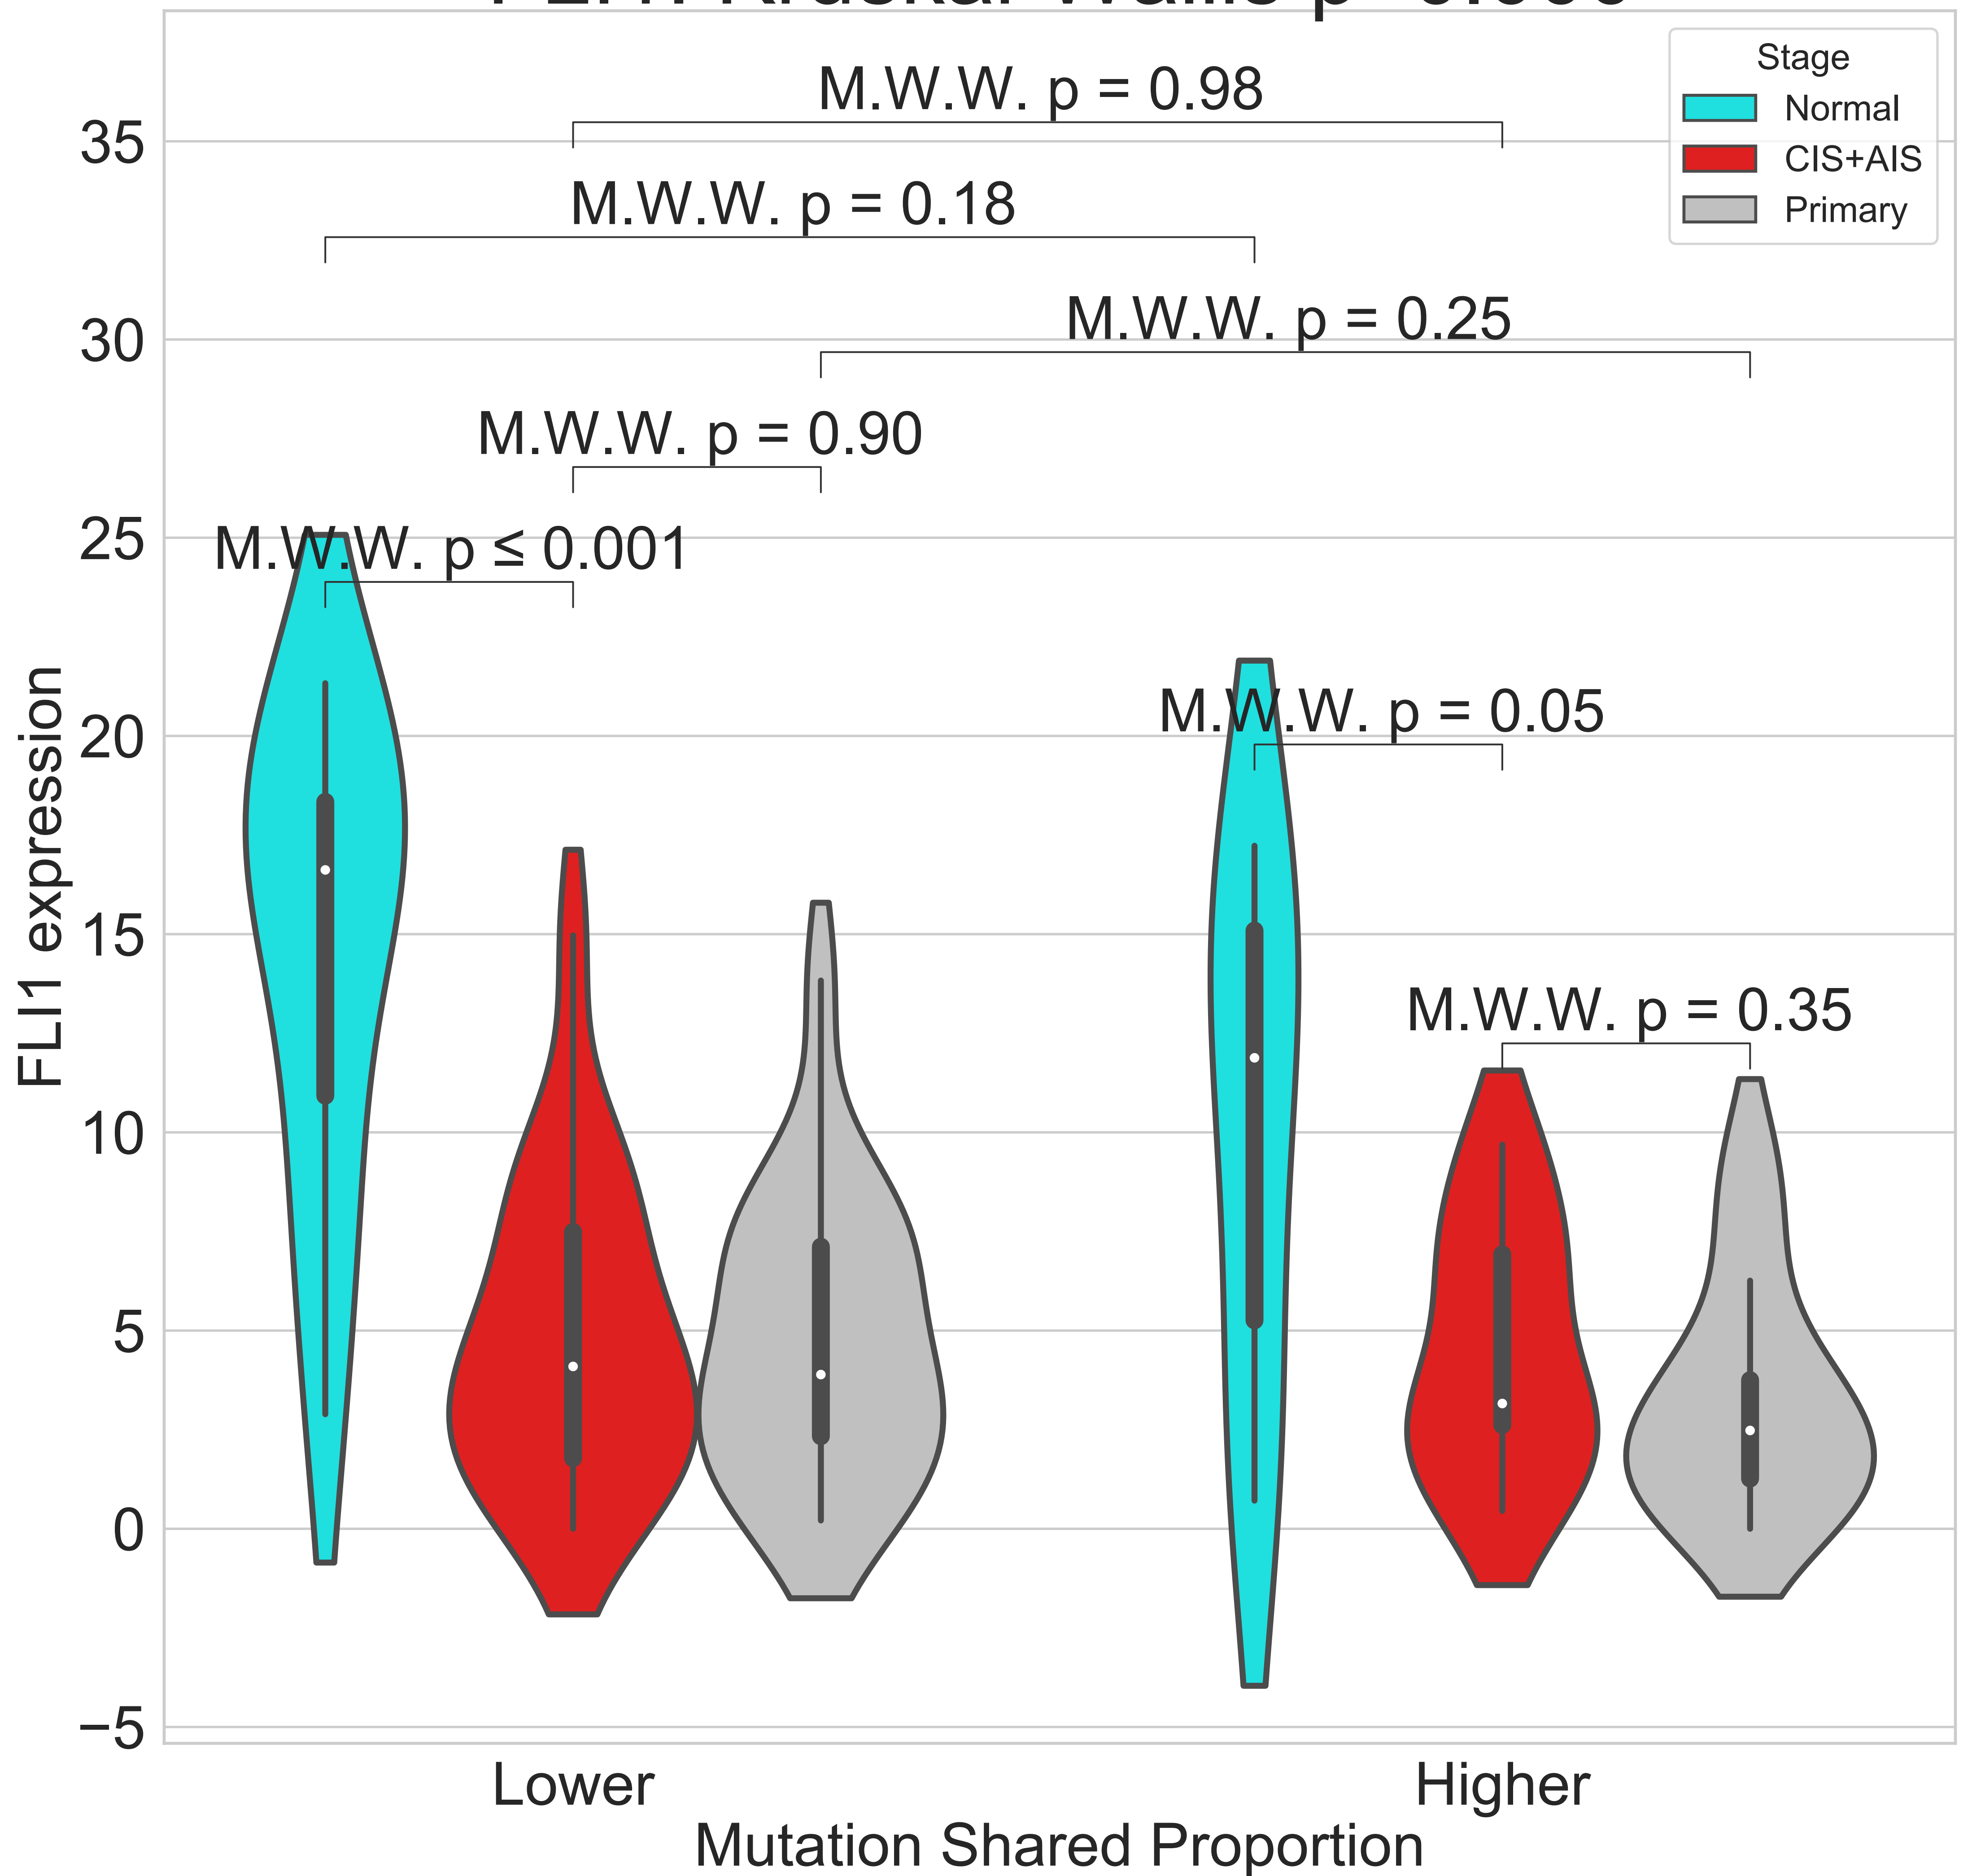 Stage
Normal
CIS+AIS
Primary
M.W.W. p = 0.98
M.W.W. p = 0.18
M.W.W. p = 0.25
M.W.W. p = 0.90
M.W.W. p ≤ 0.001
M.W.W. p = 0.05
M.W.W. p = 0.35
35
30
25
20
15
10
5
0
−5
FLI1 expression
Lower
Higher
Mutation Shared Proportion